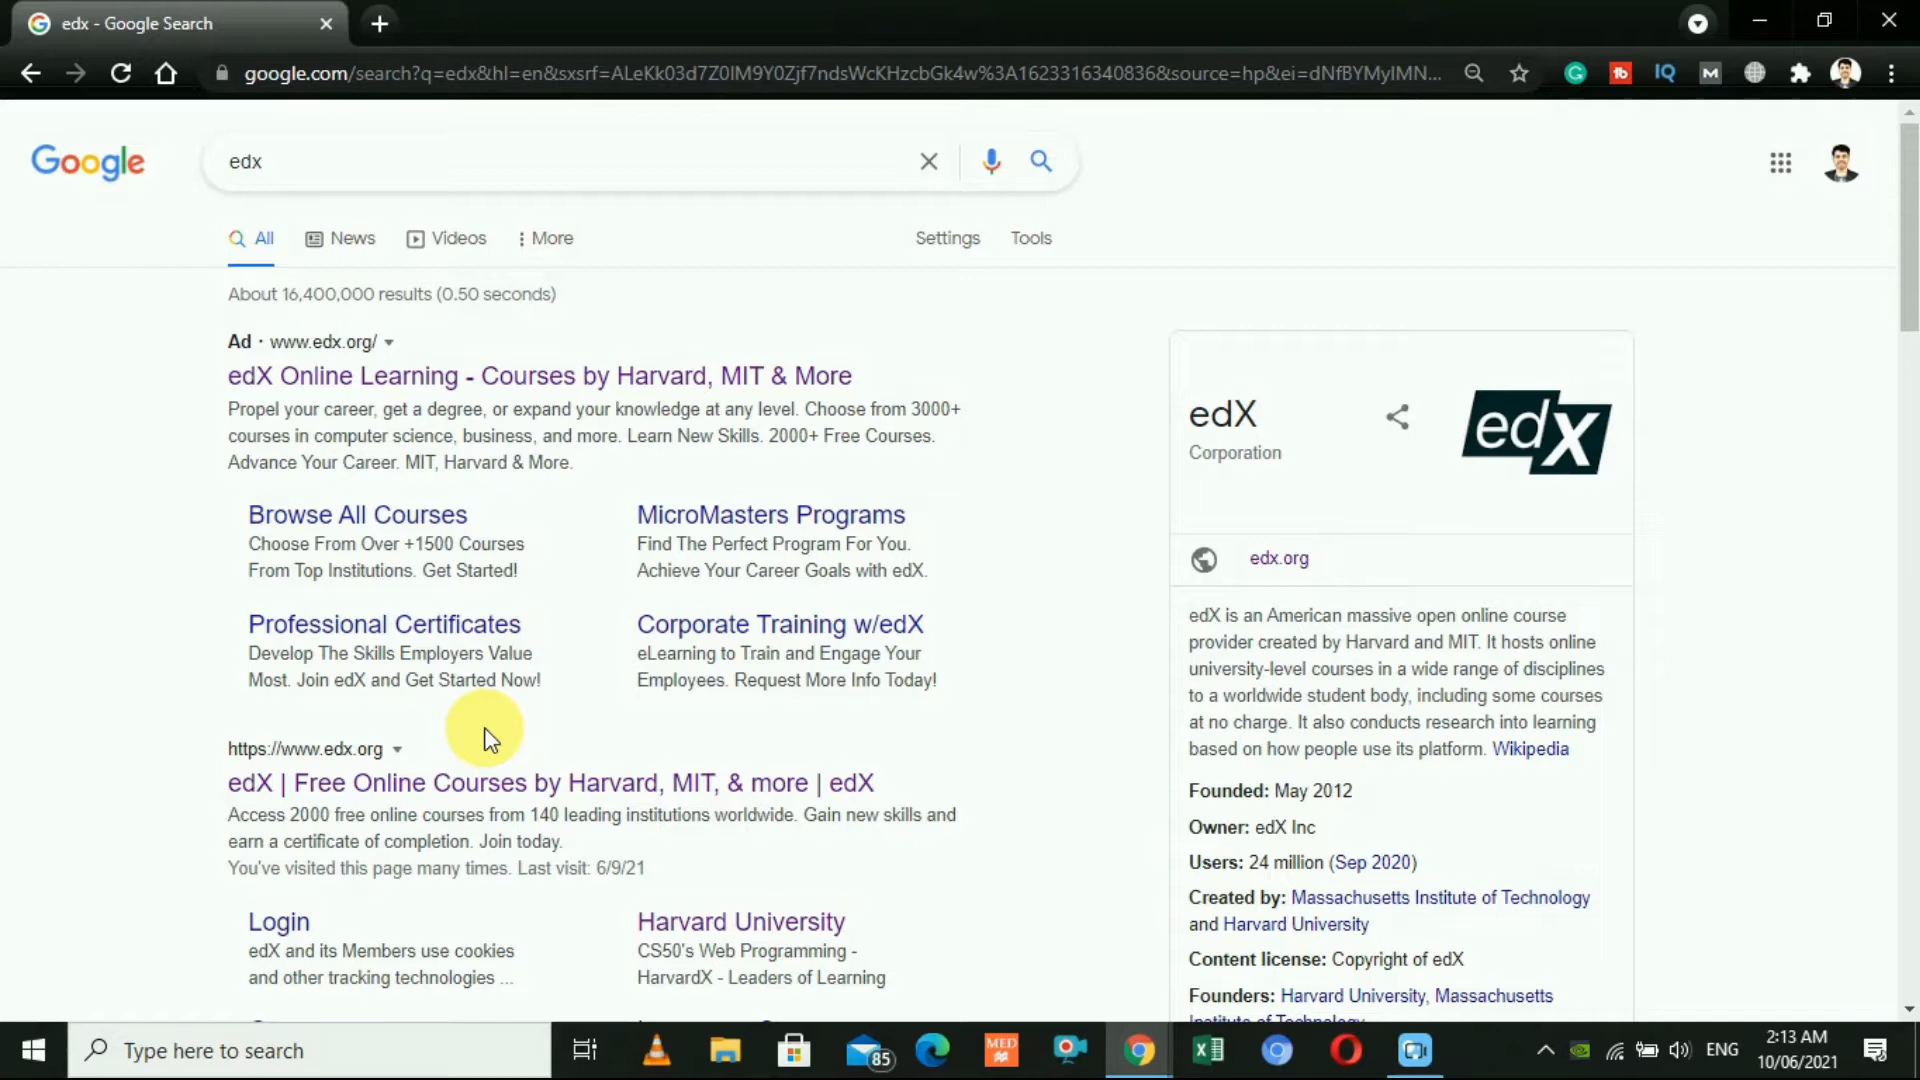 edx - Google Search
google.com/search?q=edx&hl=en&sxsrf=ALeKk03d7Z0IM9Y0Zjf7ndsWcKHzcbGk4w%3A1623316340836&source=hp&ei=dNfBYMyIMN...
Google
edx
All
News
Videos
More
Settings
Tools
About 16,400,000 results (0.50 seconds)
Ad · www.edx.org/
edX Online Learning - Courses by Harvard, MIT & More
Propel your career, get a degree, or expand your knowledge at any level. Choose from 3000+
courses in computer science, business, and more. Learn New Skills. 2000+ Free Courses.
Advance Your Career. MIT, Harvard & More.
Browse All Courses
Choose From Over +1500 Courses
From Top Institutions. Get Started!
MicroMasters Programs
Find The Perfect Program For You.
Achieve Your Career Goals with edX.
Professional Certificates
Develop The Skills Employers Value
Most. Join edX and Get Started Now!
Corporate Training w/edX
eLearning to Train and Engage Your
Employees. Request More Info Today!
https://www.edx.org
edX | Free Online Courses by Harvard, MIT, & more | edX
Access 2000 free online courses from 140 leading institutions worldwide. Gain new skills and
earn a certificate of completion. Join today.
You've visited this page many times. Last visit: 6/9/21
Login
edX and its Members use cookies
and other tracking technologies ...
Harvard University
CS50's Web Programming -
HarvardX - Leaders of Learning
edX
Corporation
edX
edx.org
edX is an American massive open online course
provider created by Harvard and MIT. It hosts online
university-level courses in a wide range of disciplines
to a worldwide student body, including some courses
at no charge. It also conducts research into learning
based on how people use its platform. Wikipedia
Founded: May 2012
Owner: edX Inc
Users: 24 million (Sep 2020)
Created by: Massachusetts Institute of Technology
and Harvard University
Content license: Copyright of edX
Founders: Harvard University, Massachusetts
Institute of Technology
Type here to search
85
MED
ENG
2:13 AM
10/06/2021